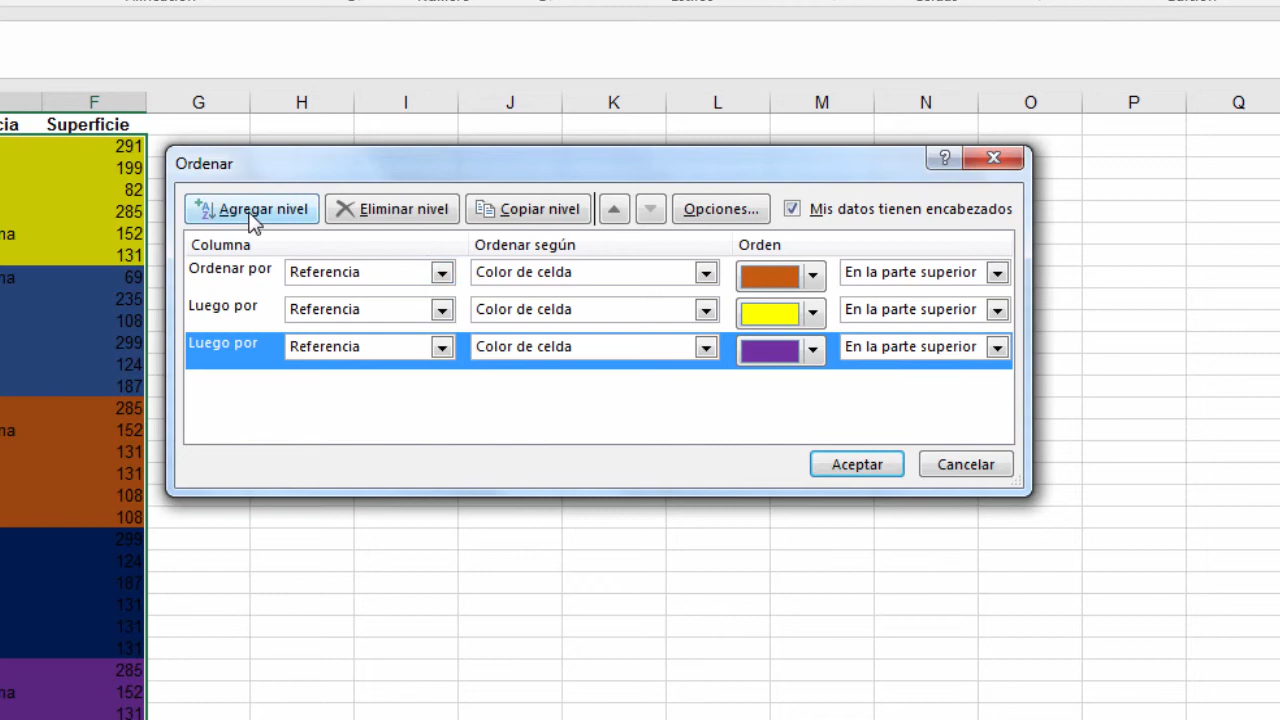 G H I J K L M N O P Q
F
cia Superficie
291
199
82
285
ma 152
131
ma 69
235
108
299
124
187
285
ma 152
131
131
108
108
299
124
187
131
131
131
285
ma 152
131
Ordenar
Agregar nivel Eliminar nivel Copiar nivel Opciones... Mis datos tienen encabezados
Columna Ordenar según Orden
Ordenar por Referencia Color de celda En la parte superior
Luego por Referencia Color de celda En la parte superior
Luego por Referencia Color de celda En la parte superior
Aceptar Cancelar